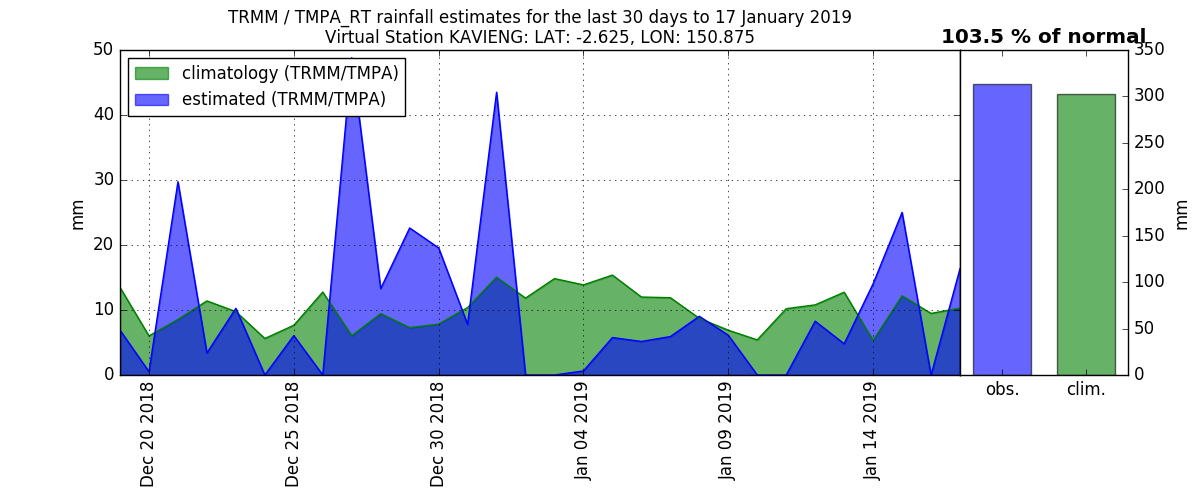 TRMM / TMPA_RT rainfall estimates for the last 30 days to 17 January 2019
Virtual Station KAVIENG: LAT: -2.625, LON: 150.875
103.5 % of normal
climatology (TRMM/TMPA)
estimated (TRMM/TMPA)
mm
50
40
30
20
10
0
Dec 20 2018
Dec 25 2018
Dec 30 2018
Jan 04 2019
Jan 09 2019
Jan 14 2019
350
300
250
200
150
100
50
0
mm
obs.
clim.